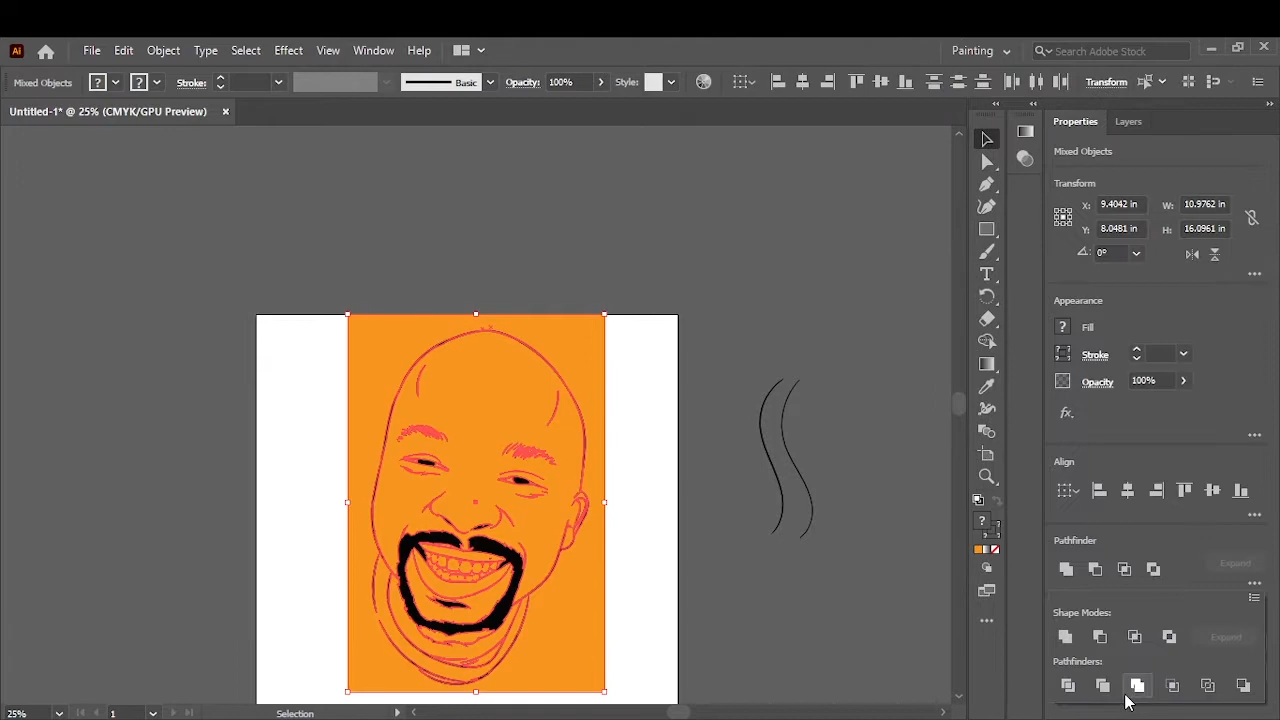 Ai File Edit Object Type Select Effect View Window Help Painting Search Adobe Stock
Mixed Objects ? ? Stroke: Basic Opacity: 100% Style: Transform
Untitled-1* @ 25% (CMYK/GPU Preview) ×
Properties Layers
Mixed Objects
Transform
X: 9.4042 in W: 10.9762 in
Y: 8.0481 in H: 16.0961 in
0°
Appearance
? Fill
Stroke
Opacity 100%
fx.
Align
Pathfinder
Expand
Shape Modes:
Expand
Pathfinders:
25% 1 Selection